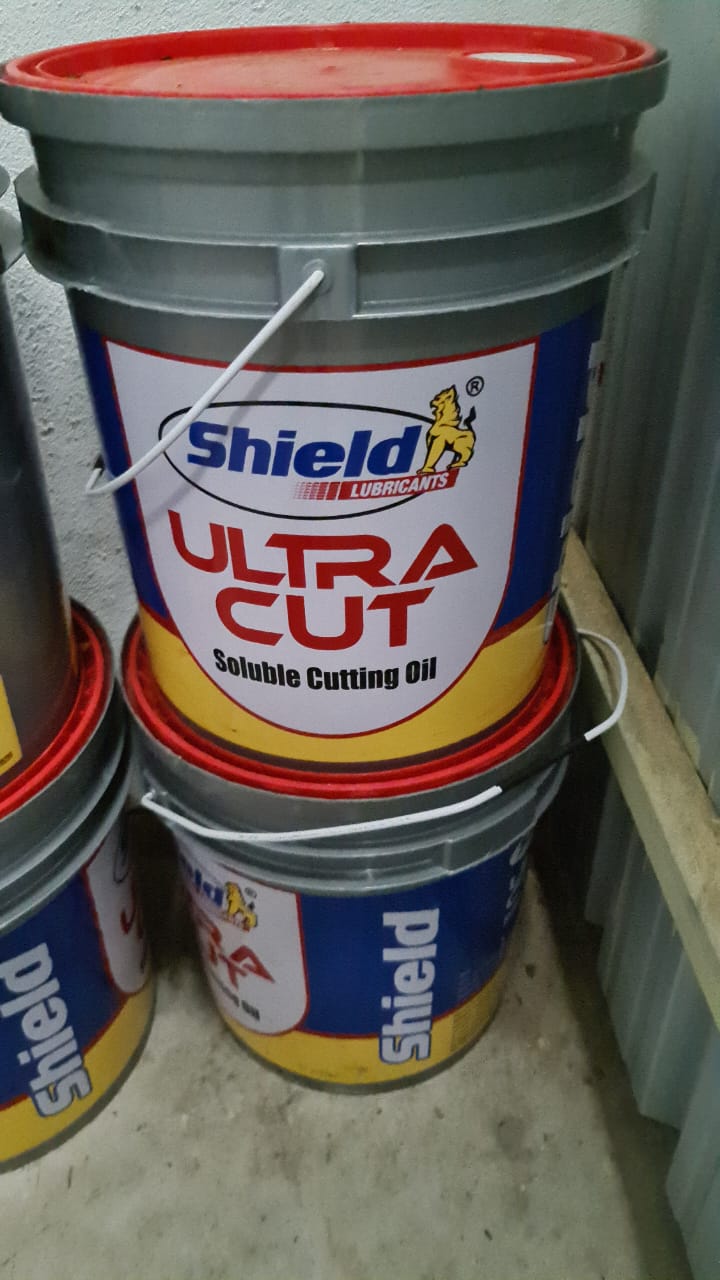 Shield
®
LUBRICANTS
ULTRA
CUT
Soluble Cutting Oil
Shield
Shield